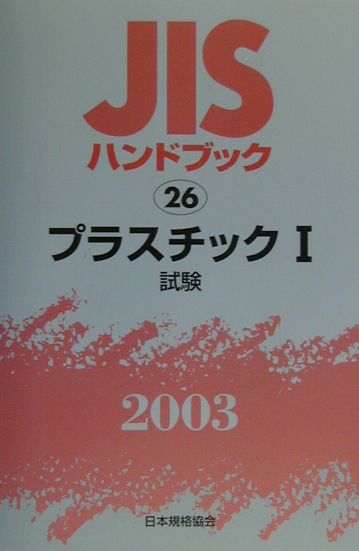 JIS
ハンドブック
26
プラスチック I
試験
2003
日本規格協会